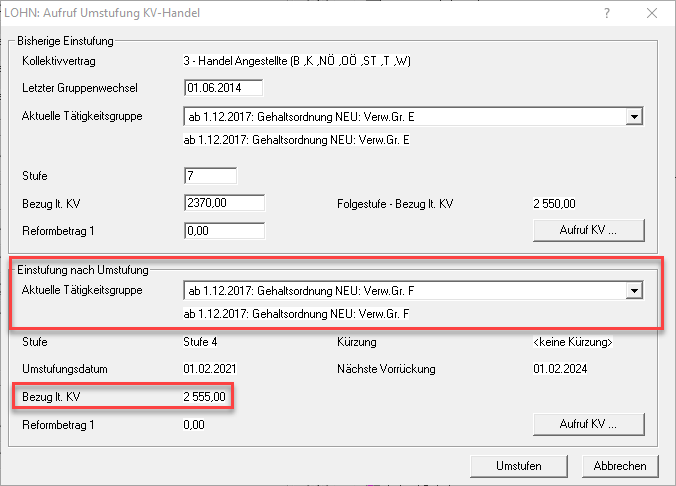 LOHN: Aufruf Umstufung KV-Handel
Bisherige Einstufung
Kollektivvertrag 3 - Handel Angestellte (B ,K ,NÖ ,OÖ ,ST ,T ,W)
Letzter Gruppenwechsel 01.06.2014
Aktuelle Tätigkeitsgruppe ab 1.12.2017: Gehaltsordnung NEU: Verw.Gr. E
ab 1.12.2017: Gehaltsordnung NEU: Verw.Gr. E
Stufe 7
Bezug lt. KV 2370,00 Folgestufe - Bezug lt. KV 2 550,00
Reformbetrag 1 0,00 Aufruf KV ...
Einstufung nach Umstufung
Aktuelle Tätigkeitsgruppe ab 1.12.2017: Gehaltsordnung NEU: Verw.Gr. F
ab 1.12.2017: Gehaltsordnung NEU: Verw.Gr. F
Stufe Stufe 4 Kürzung <keine Kürzung>
Umstufungsdatum 01.02.2021 Nächste Vorrückung 01.02.2024
Bezug lt. KV 2 555,00
Reformbetrag 1 0,00 Aufruf KV ...
Umstufen Abbrechen